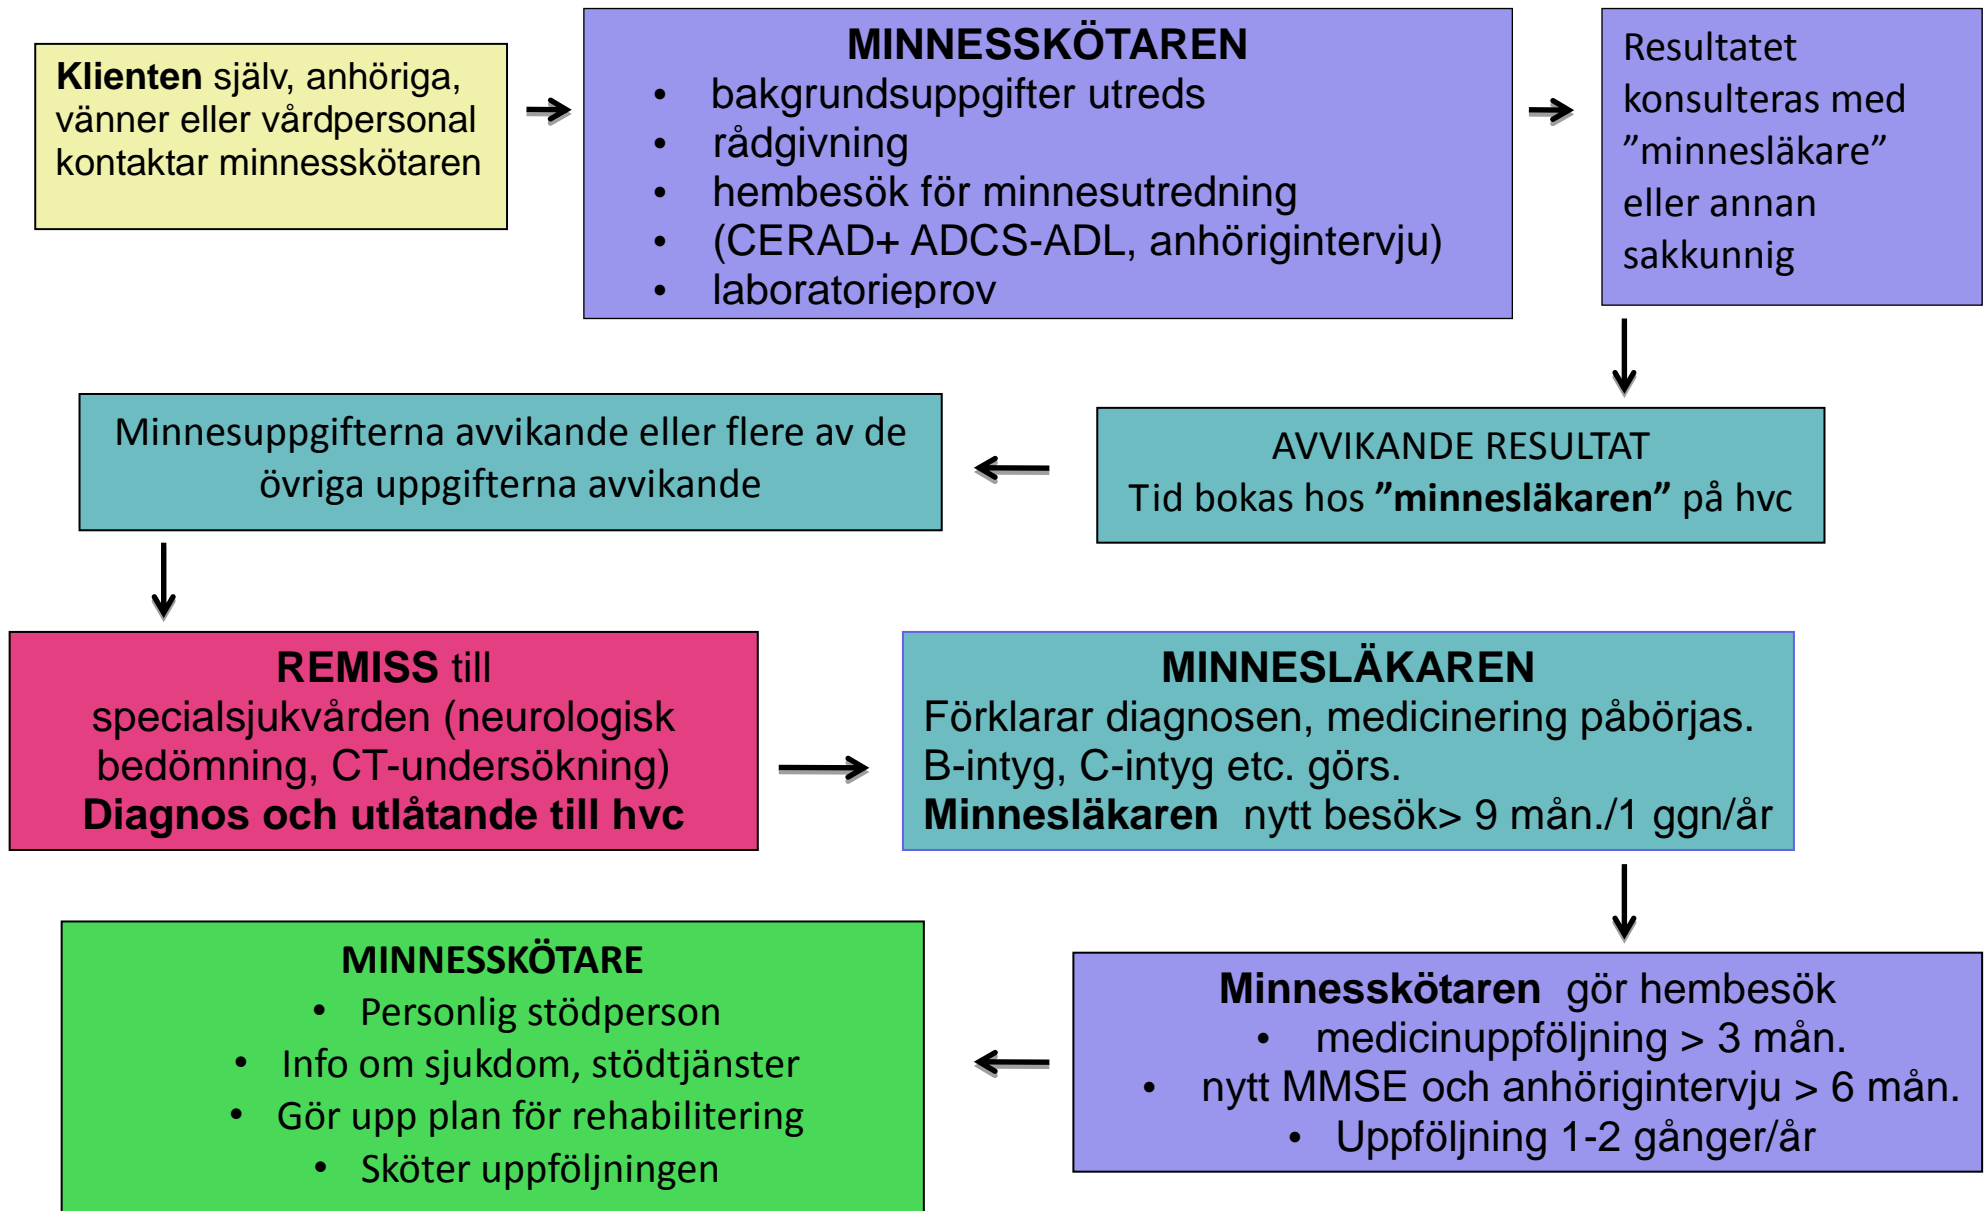 Klienten själv, anhöriga,
vänner eller vårdpersonal
kontaktar minnesskötaren
MINNESSKÖTAREN
• bakgrundsuppgifter utreds
• rådgivning
• hembesök för minnesutredning
• (CERAD+ ADCS-ADL, anhörigintervju)
• laboratorieprov
Resultatet
konsulteras med
”minnesläkare”
eller annan
sakkunnig
AVVIKANDE RESULTAT
Tid bokas hos ”minnesläkaren” på hvc
Minnesuppgifterna avvikande eller flere av de
övriga uppgifterna avvikande
REMISS till
specialsjukvården (neurologisk
bedömning, CT-undersökning)
Diagnos och utlåtande till hvc
MINNESLÄKAREN
Förklarar diagnosen, medicinering påbörjas.
B-intyg, C-intyg etc. görs.
Minnesläkaren nytt besök> 9 mån./1 ggn/år
Minnesskötaren gör hembesök
• medicinuppföljning > 3 mån.
• nytt MMSE och anhörigintervju > 6 mån.
• Uppföljning 1-2 gånger/år
MINNESSKÖTARE
• Personlig stödperson
• Info om sjukdom, stödtjänster
• Gör upp plan för rehabilitering
• Sköter uppföljningen